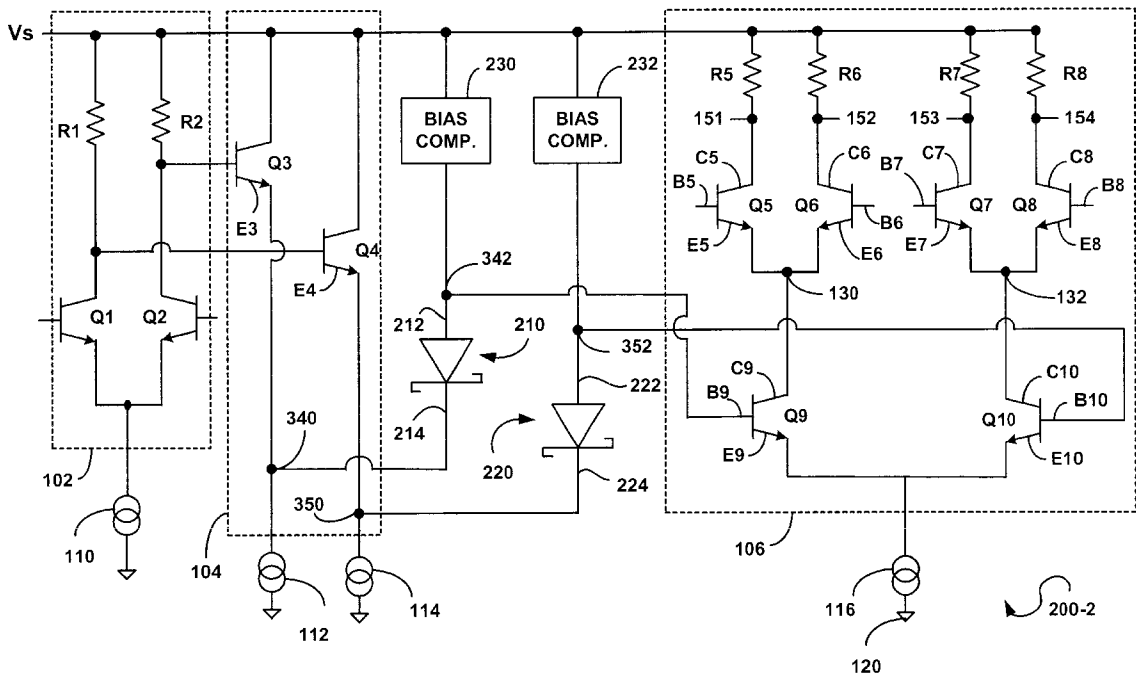 Vs
230
232
R5
R6
R7
R8
R1
R2
BIAS
COMP.
BIAS
COMP.
151
152
153
154
Q3
C5
C6
B7
C7
C8
B5
Q5
Q6
Q7
Q8
B8
E3
B6
E5
E6
E7
E8
Q4
E4
342
130
132
Q1
Q2
212
210
352
222
C9
C10
214
B9
Q9
Q10
B10
340
220
E9
E10
224
102
350
106
110
104
112
114
116
200-2
120